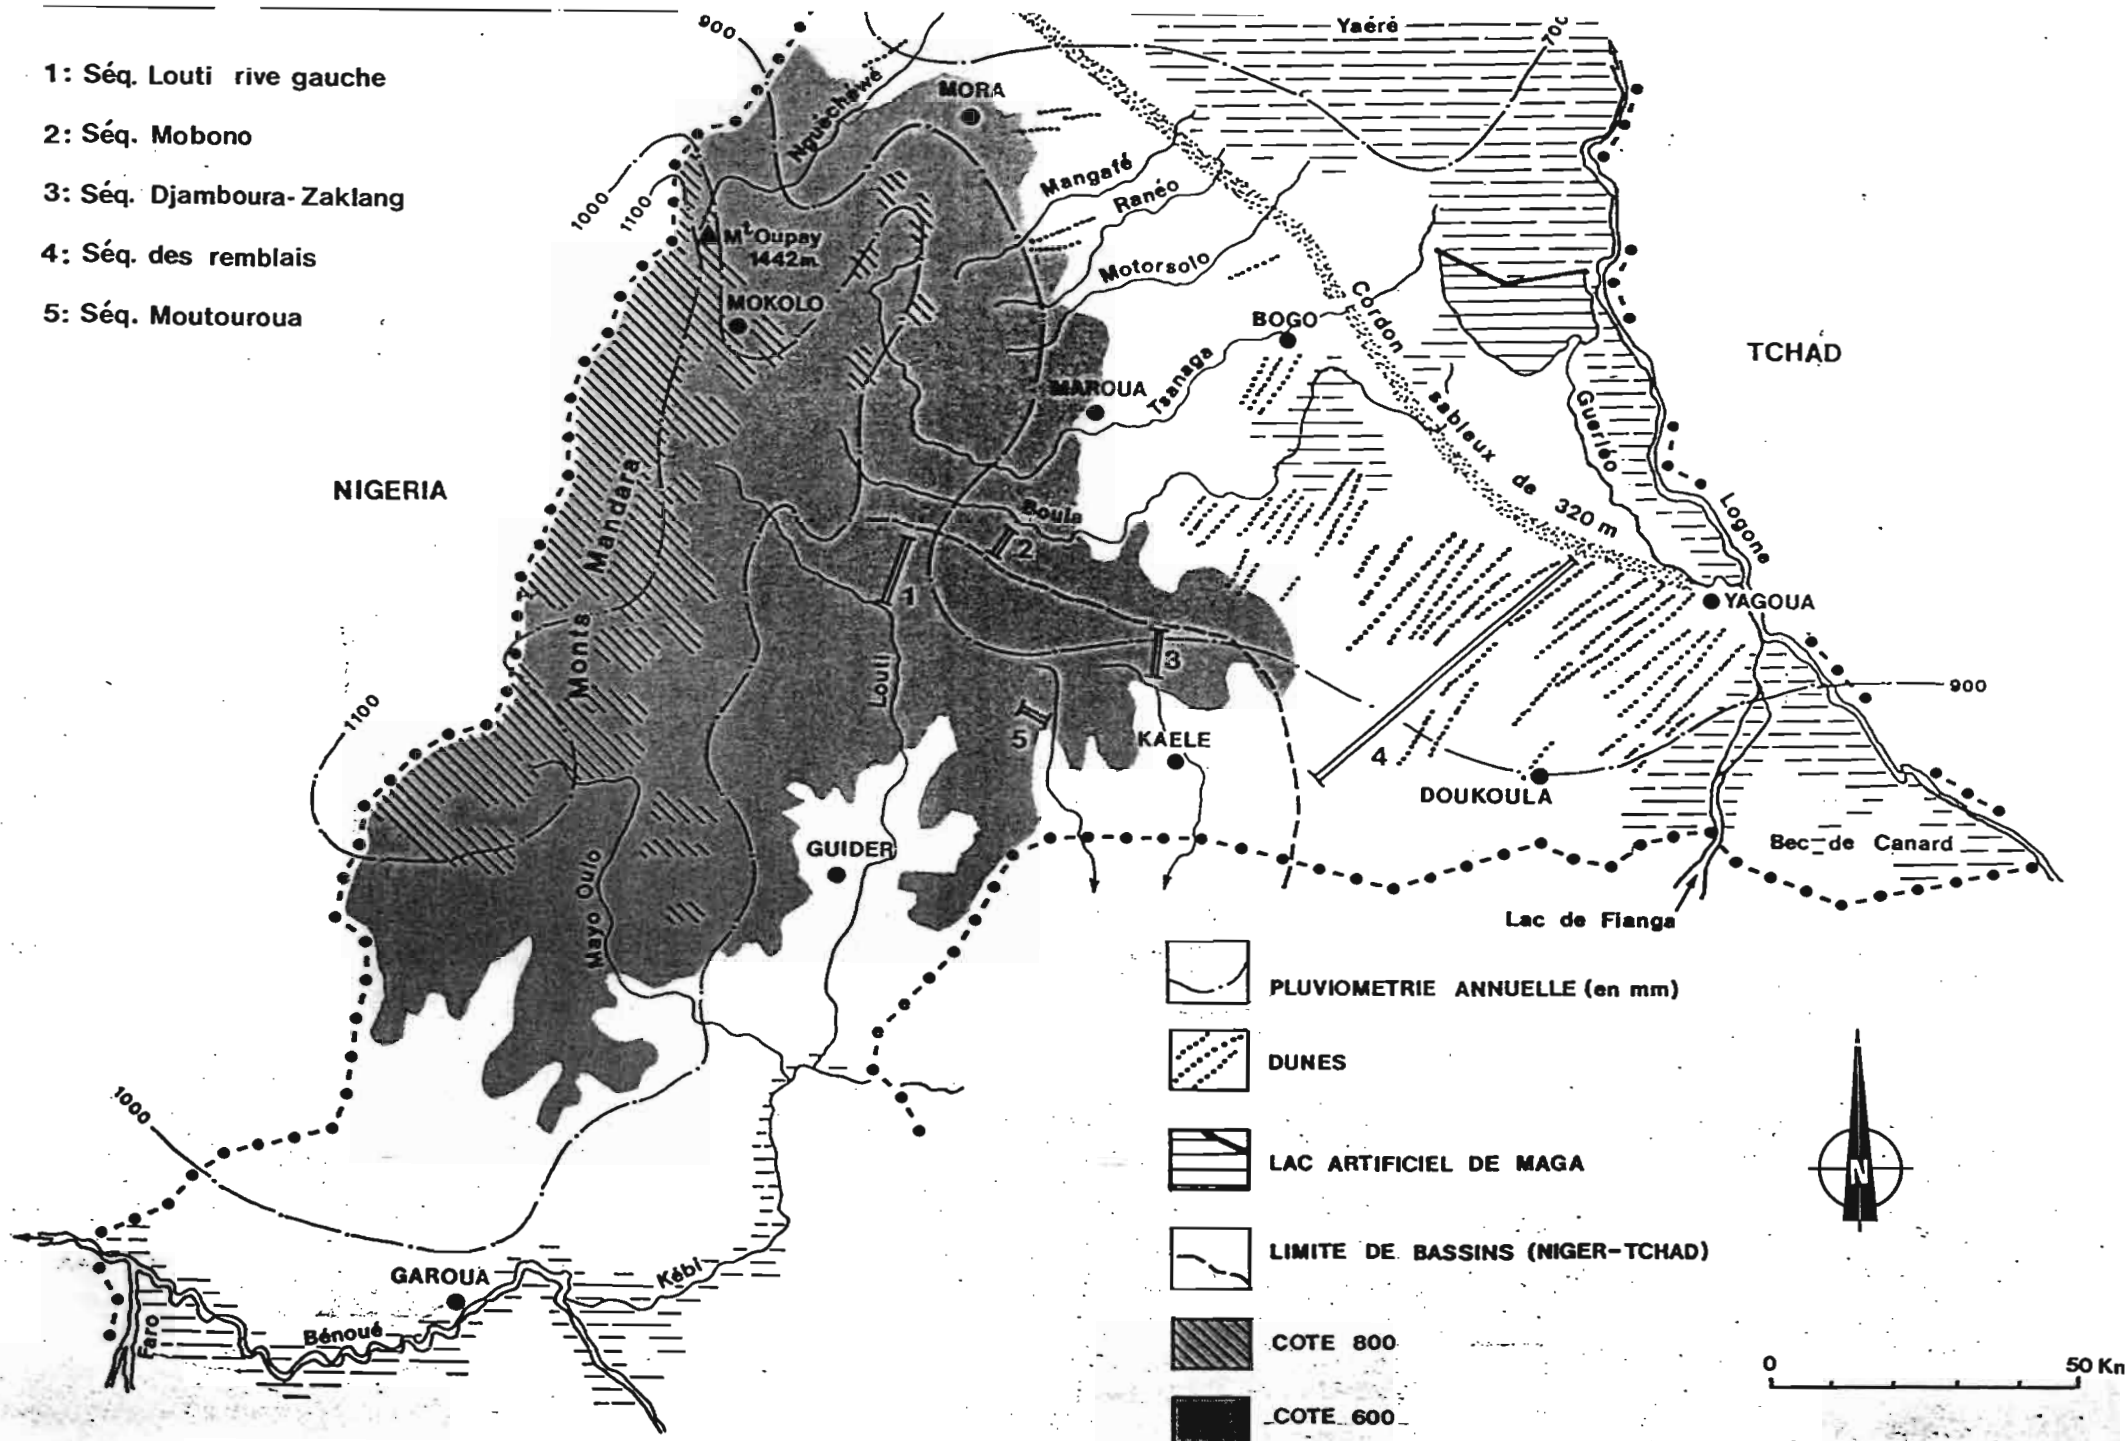 1: Séq. Louti rive gauche
2: Séq. Mobono
3: Séq. Djamboura-Zaklang
4: Séq. des remblais
5: Séq. Moutouroua
900
Yaéré
700
Nguéchéwé
MORA
1000
1100
Mt Oupay
1442m
MOKOLO
Mangafé
Ranéo
Motorsolo
BOGO
Cordon sableux de 320 m
TCHAD
MAROUA
Tsanaga
Guerléo
NIGERIA
Monts Mandara
Boula
Logone
1
2
3
4
5
YAGOUA
Louti
1100
900
KAELE
DOUKOULA
GUIDER
Mayo Oulo
Bec de Canard
Lac de Fianga
1000
GAROUA
Kébi
Bénoué
Faro
PLUVIOMETRIE ANNUELLE (en mm)
DUNES
LAC ARTIFICIEL DE MAGA
LIMITE DE BASSINS (NIGER-TCHAD)
COTE 800
COTE 600
N
0 50 Km